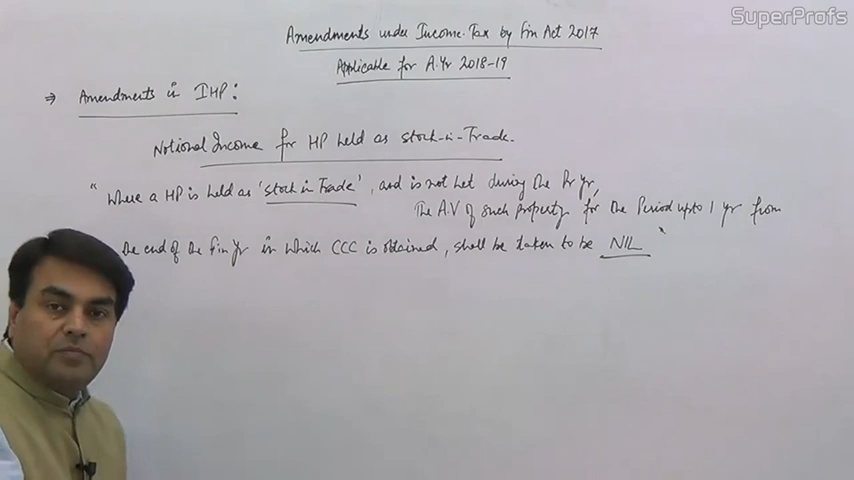 SuperProfs
Amendments under Income-Tax by Fin Act 2017
Applicable for A.Yr 2018-19
⇒ Amendments in IHP:
Notional Income for HP held as stock-in-Trade.
"Where a HP is held as 'stock in Trade', and is not let during the Pr Yr,
The A.V of such property for the Period upto 1 yr from
the end of the Fin Yr in which CCC is obtained, shall be taken to be NIL"